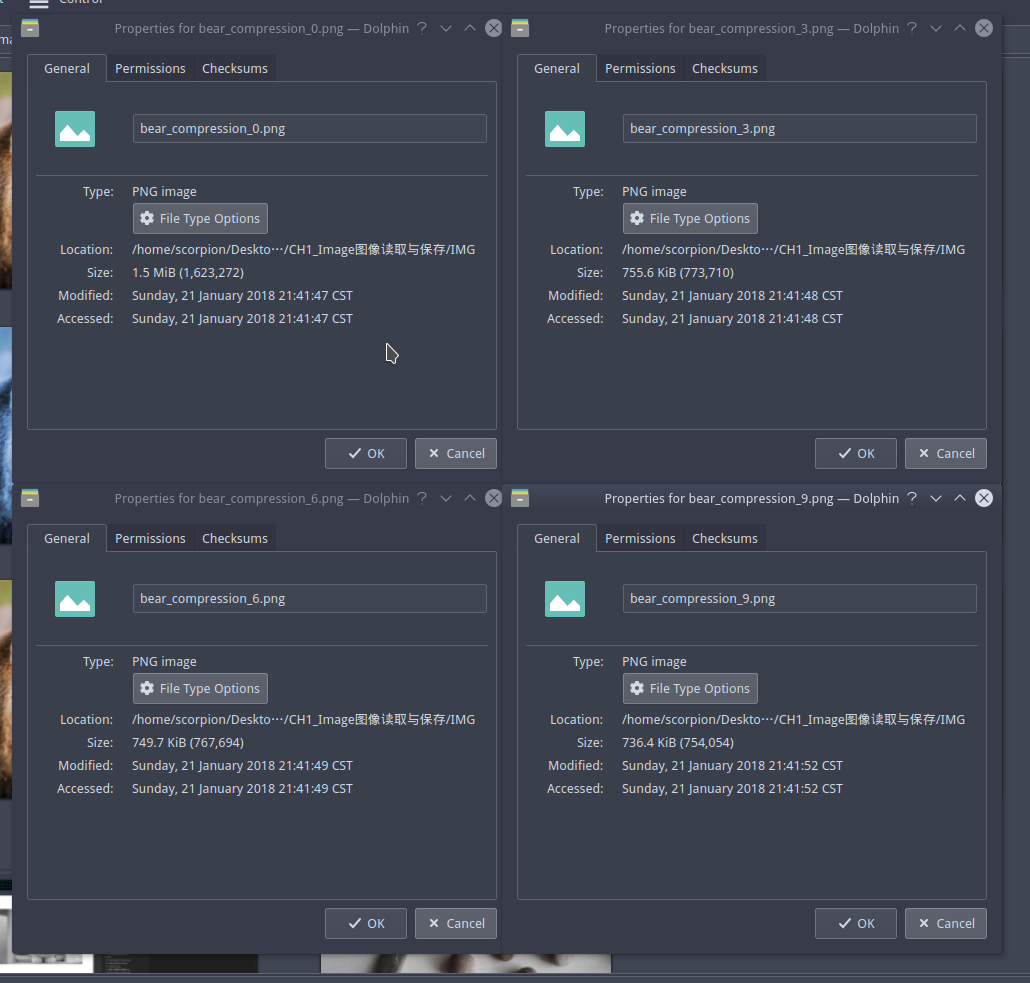 Control
Properties for bear_compression_0.png — Dolphin
General Permissions Checksums
bear_compression_0.png
Type: PNG image
File Type Options
Location: /home/scorpion/Deskto···/CH1_Image图像读取与保存/IMG
Size: 1.5 MiB (1,623,272)
Modified: Sunday, 21 January 2018 21:41:47 CST
Accessed: Sunday, 21 January 2018 21:41:47 CST
OK Cancel
Properties for bear_compression_3.png — Dolphin
General Permissions Checksums
bear_compression_3.png
Type: PNG image
File Type Options
Location: /home/scorpion/Deskto···/CH1_Image图像读取与保存/IMG
Size: 755.6 KiB (773,710)
Modified: Sunday, 21 January 2018 21:41:48 CST
Accessed: Sunday, 21 January 2018 21:41:48 CST
OK Cancel
Properties for bear_compression_6.png — Dolphin
General Permissions Checksums
bear_compression_6.png
Type: PNG image
File Type Options
Location: /home/scorpion/Deskto···/CH1_Image图像读取与保存/IMG
Size: 749.7 KiB (767,694)
Modified: Sunday, 21 January 2018 21:41:49 CST
Accessed: Sunday, 21 January 2018 21:41:49 CST
OK Cancel
Properties for bear_compression_9.png — Dolphin
General Permissions Checksums
bear_compression_9.png
Type: PNG image
File Type Options
Location: /home/scorpion/Deskto···/CH1_Image图像读取与保存/IMG
Size: 736.4 KiB (754,054)
Modified: Sunday, 21 January 2018 21:41:52 CST
Accessed: Sunday, 21 January 2018 21:41:52 CST
OK Cancel